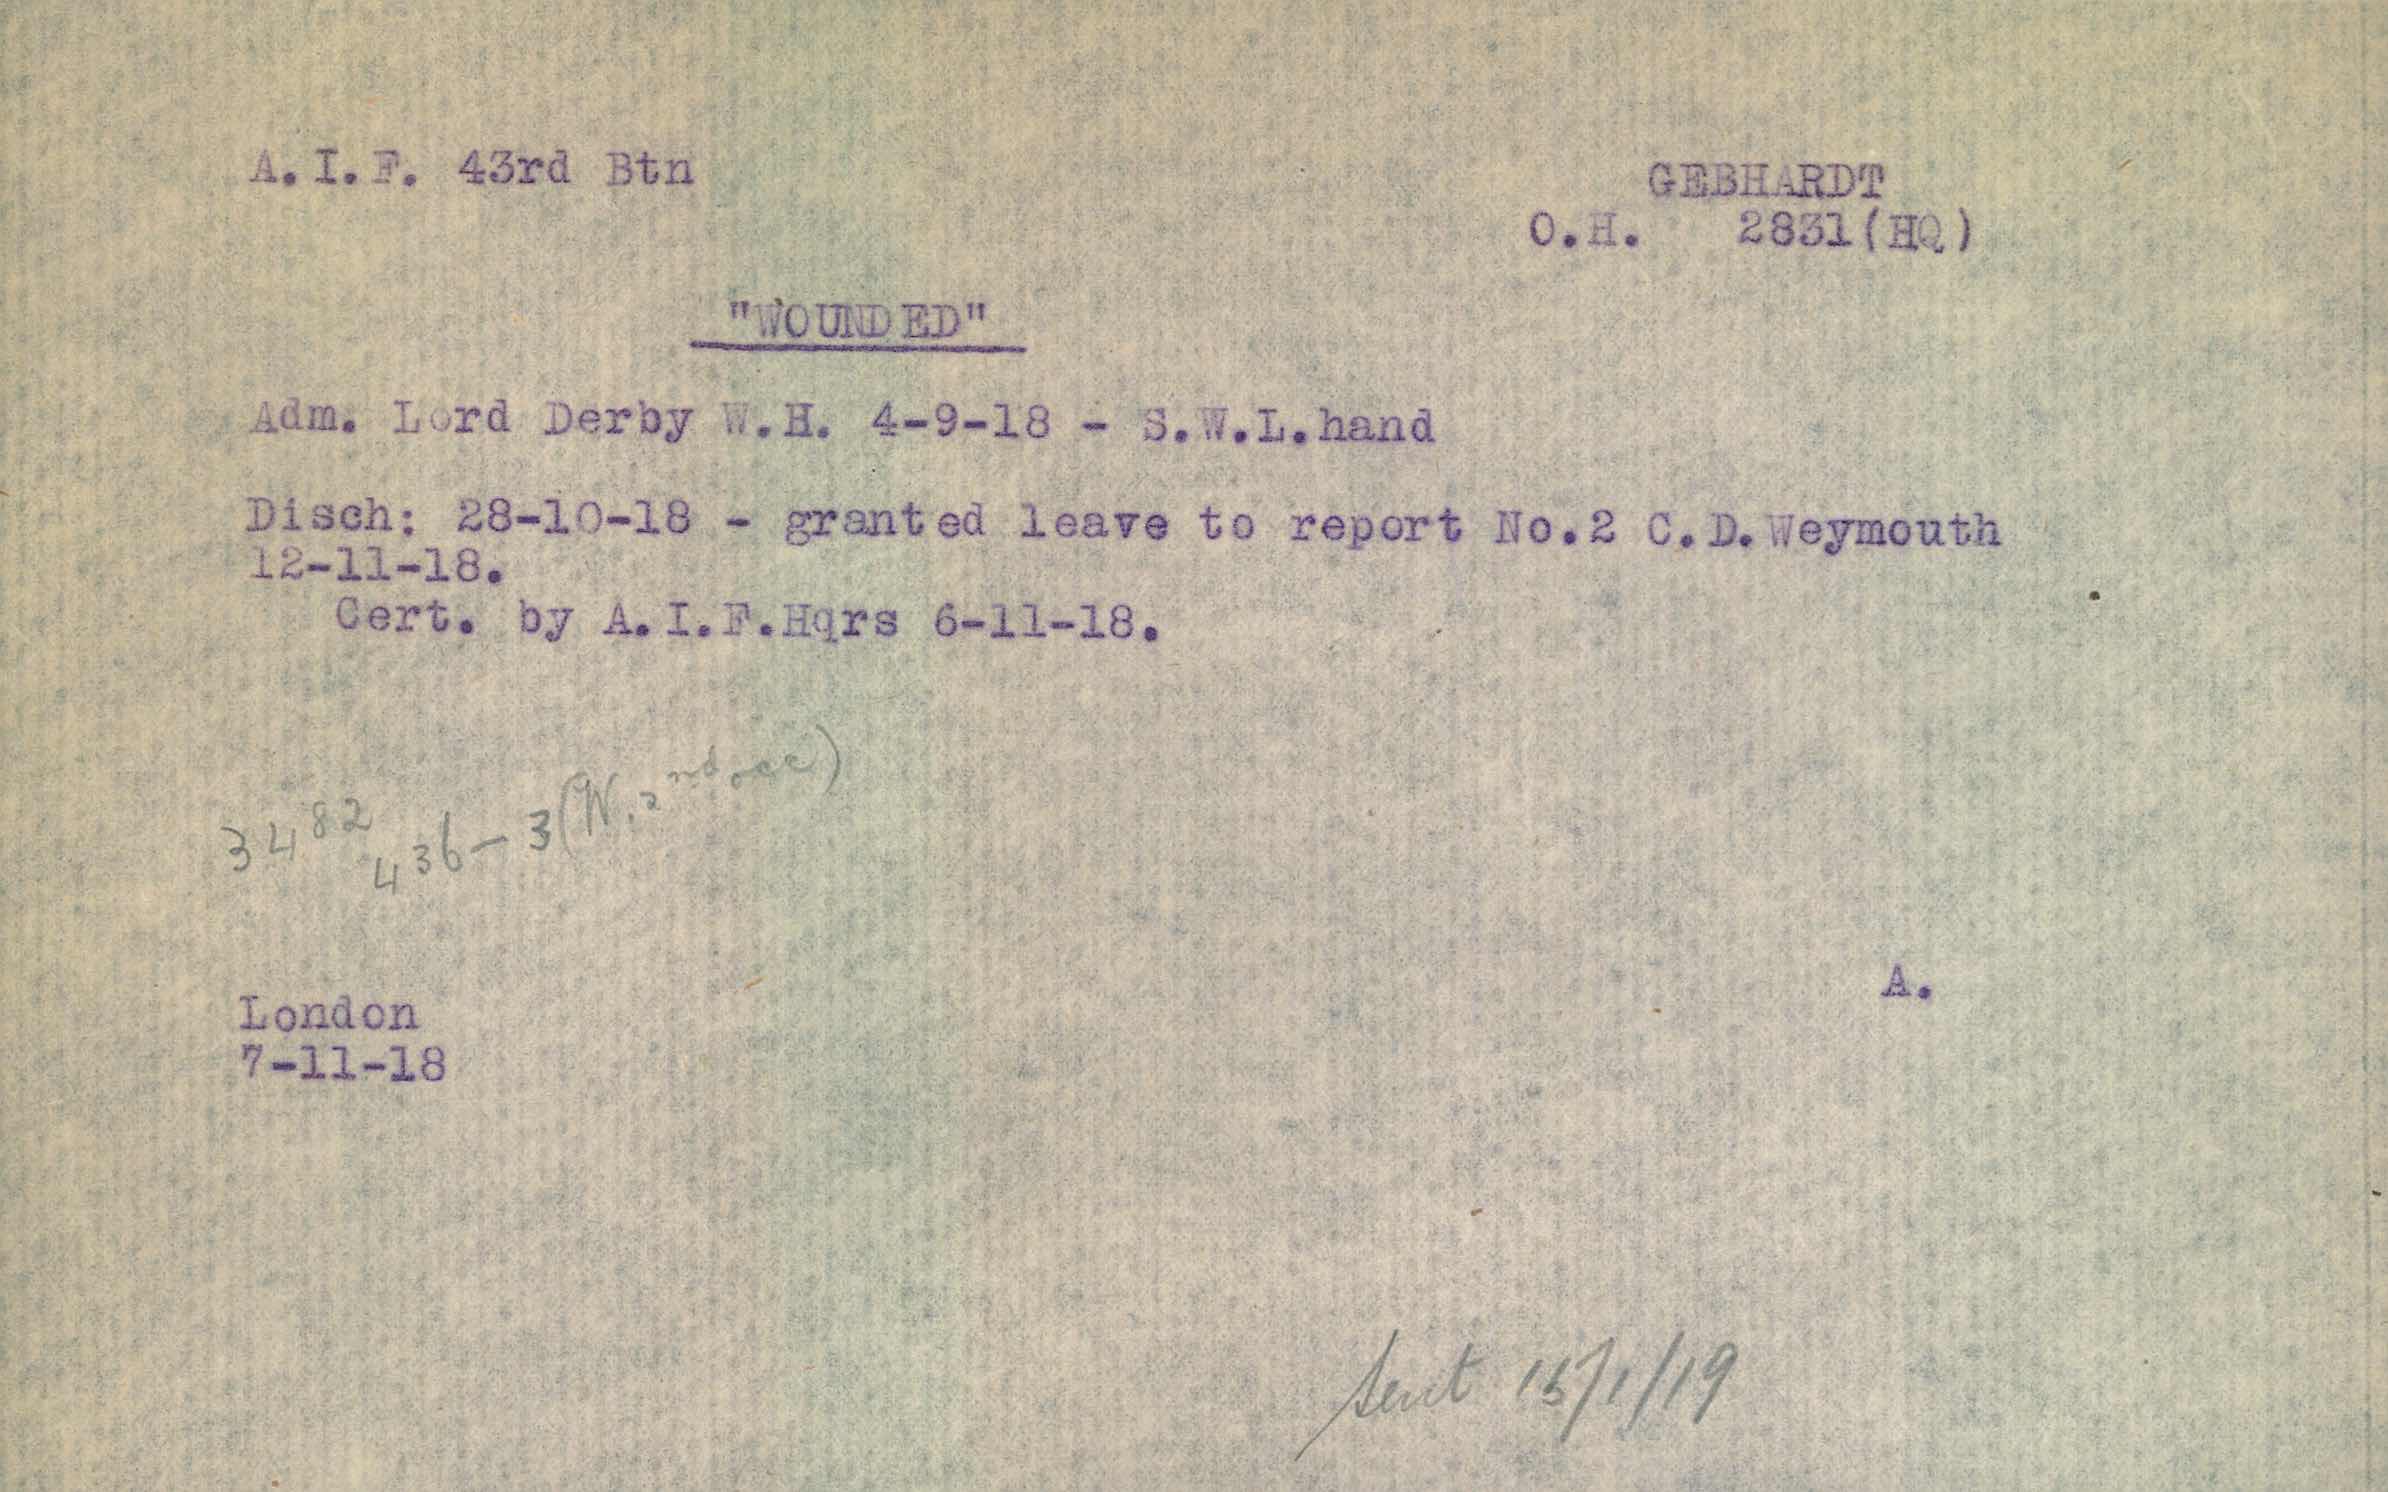 A.I.F. 43rd Btn
GEBHARDT
O.H. 2831(HQ)
"WOUNDED"
Adm. Lord Derby W.H. 4-9-18 - S.W.L.hand
Disch: 28-10-18 - granted leave to report No.2 C.D.Weymouth
12-11-18.
Cert. by A.I.F.Hqrs 6-11-18.
3482
436-3(W. 2nd occ)
A.
London
7-11-18
Sent 15/1/19